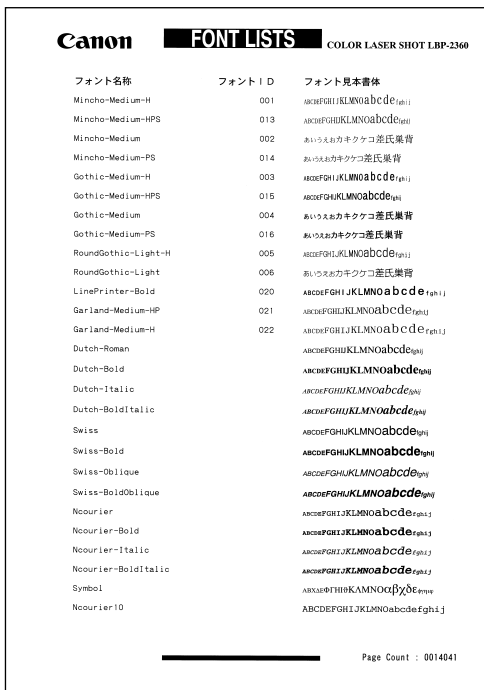 Canon FONT LISTS COLOR LASER SHOT LBP-2360
フォント名称 フォントID フォント見本書体
Mincho-Medium-H 001 ABCDEFGHIJKLMNOabcdefghij
Mincho-Medium-HPS 013 ABCDEFGHIJKLMNOabcdefghij
Mincho-Medium 002 あいうえおカキクケコ差氏巣背
Mincho-Medium-PS 014 あいうえおカキクケコ差氏巣背
Gothic-Medium-H 003 ABCDEFGHIJKLMNOabcdefghij
Gothic-Medium-HPS 015 ABCDEFGHIJKLMNOabcdefghij
Gothic-Medium 004 あいうえおカキクケコ差氏巣背
Gothic-Medium-PS 016 あいうえおカキクケコ差氏巣背
RoundGothic-Light-H 005 ABCDEFGHIJKLMNOabcdefghij
RoundGothic-Light 006 あいうえおカキクケコ差氏巣背
LinePrinter-Bold 020 ABCDEFGHIJKLMNOabcdefghij
Garland-Medium-HP 021 ABCDEFGHIJKLMNOabcdefghij
Garland-Medium-H 022 ABCDEFGHIJKLMNOabcdefghij
Dutch-Roman ABCDEFGHIJKLMNOabcdefghij
Dutch-Bold ABCDEFGHIJKLMNOabcdefghij
Dutch-Italic ABCDEFGHIJKLMNOabcdefghij
Dutch-BoldItalic ABCDEFGHIJKLMNOabcdefghij
Swiss ABCDEFGHIJKLMNOabcdefghij
Swiss-Bold ABCDEFGHIJKLMNOabcdefghij
Swiss-Oblique ABCDEFGHIJKLMNOabcdefghij
Swiss-BoldOblique ABCDEFGHIJKLMNOabcdefghij
Ncourier ABCDEFGHIJKLMNOabcdefghij
Ncourier-Bold ABCDEFGHIJKLMNOabcdefghij
Ncourier-Italic ABCDEFGHIJKLMNOabcdefghij
Ncourier-BoldItalic ABCDEFGHIJKLMNOabcdefghij
Symbol ΑΒΧΔΕΦΓΗΙϑΚΛΜΝΟαβχδεφγηιϕ
Ncourier10 ABCDEFGHIJKLMNOabcdefghij
Page Count : 0014041